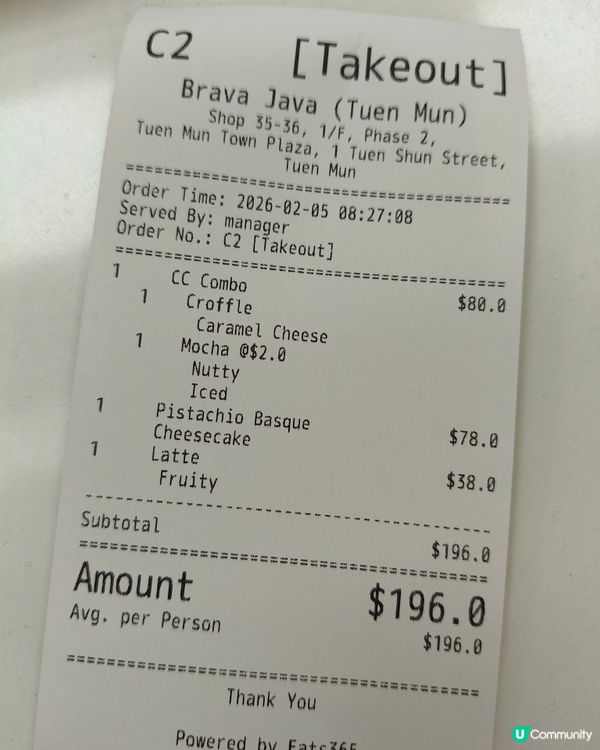 C2 [Takeout]
Brava Java (Tuen Mun)
Shop 35-36, 1/F, Phase 2,
Tuen Mun Town Plaza, 1 Tuen Shun Street,
Tuen Mun
========================================
Order Time: 2026-02-05 08:27:08
Served By: manager
Order No.: C2 [Takeout]
========================================
1 CC Combo $80.0
1 Croffle
Caramel Cheese
1 Mocha @$2.0
Nutty
Iced
1 Pistachio Basque
Cheesecake $78.0
1 Latte
Fruity $38.0
----------------------------------------
Subtotal $196.0
========================================
Amount $196.0
Avg. per Person $196.0
========================================
Thank You
Powered by Eats365
U Community